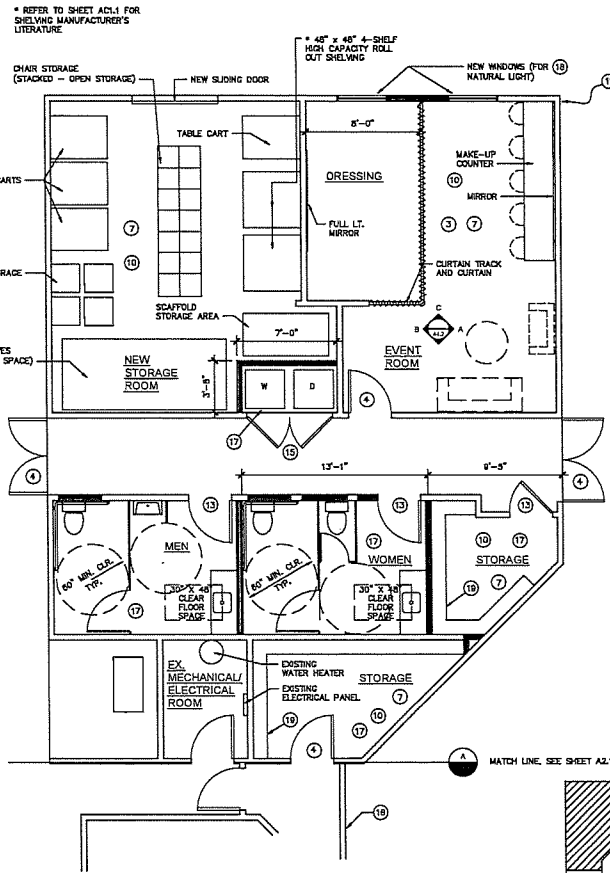 * REFER TO SHEET AC1.1 FOR
SHELVING MANUFACTURER'S
LITERATURE
* 48" x 48" 4-SHELF
HIGH CAPACITY ROLL
OUT SHELVING
CHAIR STORAGE
(STACKED - OPEN STORAGE)
NEW SLIDING DOOR
NEW WINDOWS (FOR
NATURAL LIGHT)
18
TABLE CART
8'-0"
MAKE-UP
COUNTER
DRESSING
10
MIRROR
CARTS
3
7
FULL LT.
MIRROR
7
10
CURTAIN TRACK
AND CURTAIN
RAGE
SCAFFOLD
STORAGE AREA
C
B
A
7'-0"
EVENT
ROOM
SPACE)
NEW
STORAGE
ROOM
3'-8"
W
D
4
17
15
4
13'-1"
9'-5"
4
13
13
13
MEN
17
WOMEN
10
17
STORAGE
60" MIN. CLR.
TYP.
30" X 48"
CLEAR
FLOOR
SPACE
60" MIN. CLR.
TYP.
30" X 48"
CLEAR
FLOOR
SPACE
19
7
17
EX.
MECHANICAL/
ELECTRICAL
ROOM
EXISTING
WATER HEATER
EXISTING
ELECTRICAL PANEL
STORAGE
7
10
17
19
4
A
MATCH LINE, SEE SHEET A2.1
18